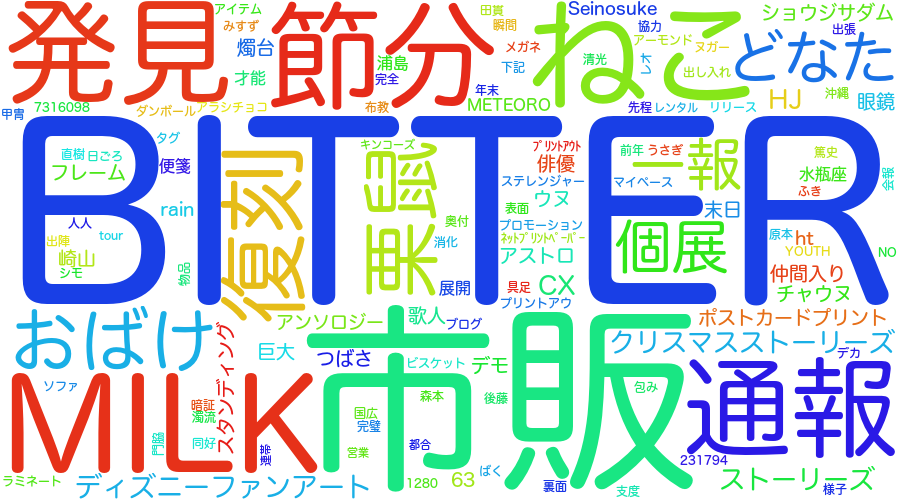 発見
節分
ねこ
どなた
アイテム
みすず
燭台
才能
浦島
完全
田賞
瞬間
メガネ
下記
年末
METEORO
Seinosuke
協力
アーモンド
ヌガー
レオ
清光
出し入れ
ショウジサダム
出張
沖縄
眼鏡
HJ
先程
レンタル
リリース
甲冑
7316098
ダンボール
アラシチョコ
布教
BITTER
タグ
直樹
日ごろ
便箋
フレーム
人人
rain
出陣
tour
崎山
シモ
物品
復刻
キンコーズ
栗鼠
奥付
消化
展開
プリントアウト
俳優
ステレンジャー
ウヌ
表面
プロモーション
ネットプリントペーパー
アストロ
CX
具足
プリントアウ
前年
うさぎ
一報
マイペース
末日
個展
篤史
水瓶座
ふき
会報
原本
ht
YOUTH
NO
仲間入り
チャウヌ
おばけ
アンソロジー
歌人
ブログ
巨大
つばさ
スタンディング
市販
ビスケット
デモ
ポストカードプリント
クリスマスストーリーズ
デカ
MILK
ソファ
暗証
濁流
同好
門脇
連帯
森本
国広
完璧
営業
都合
後藤
包み
通報
231794
ラミネート
ディズニーファンアート
1280
63
ばく
裏面
支度
ストーリーズ
様子